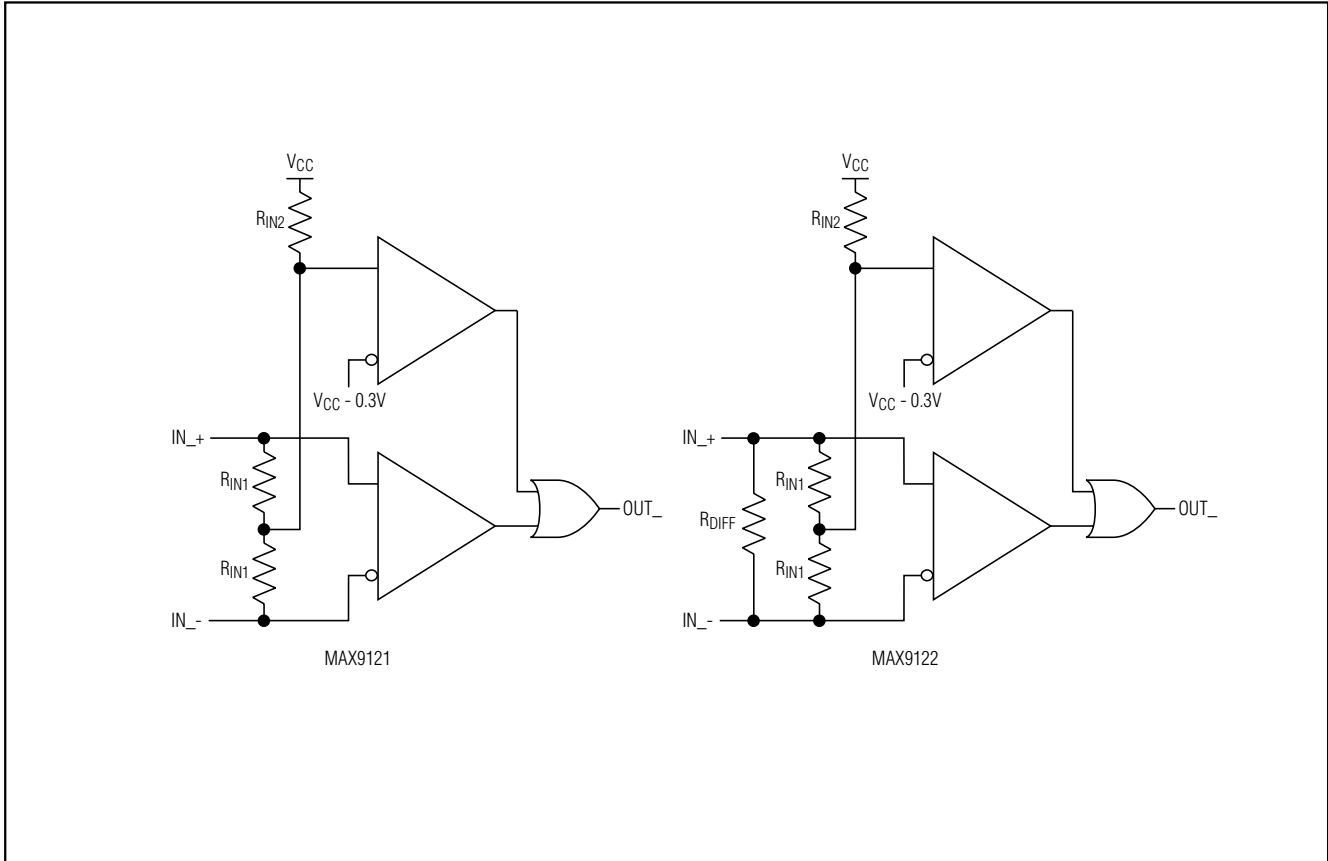 VCC
RIN2
VCC - 0.3V
IN_+
RIN1
RIN1
IN_-
OUT_
MAX9121
VCC
RIN2
VCC - 0.3V
IN_+
RDIFF
RIN1
RIN1
IN_-
OUT_
MAX9122